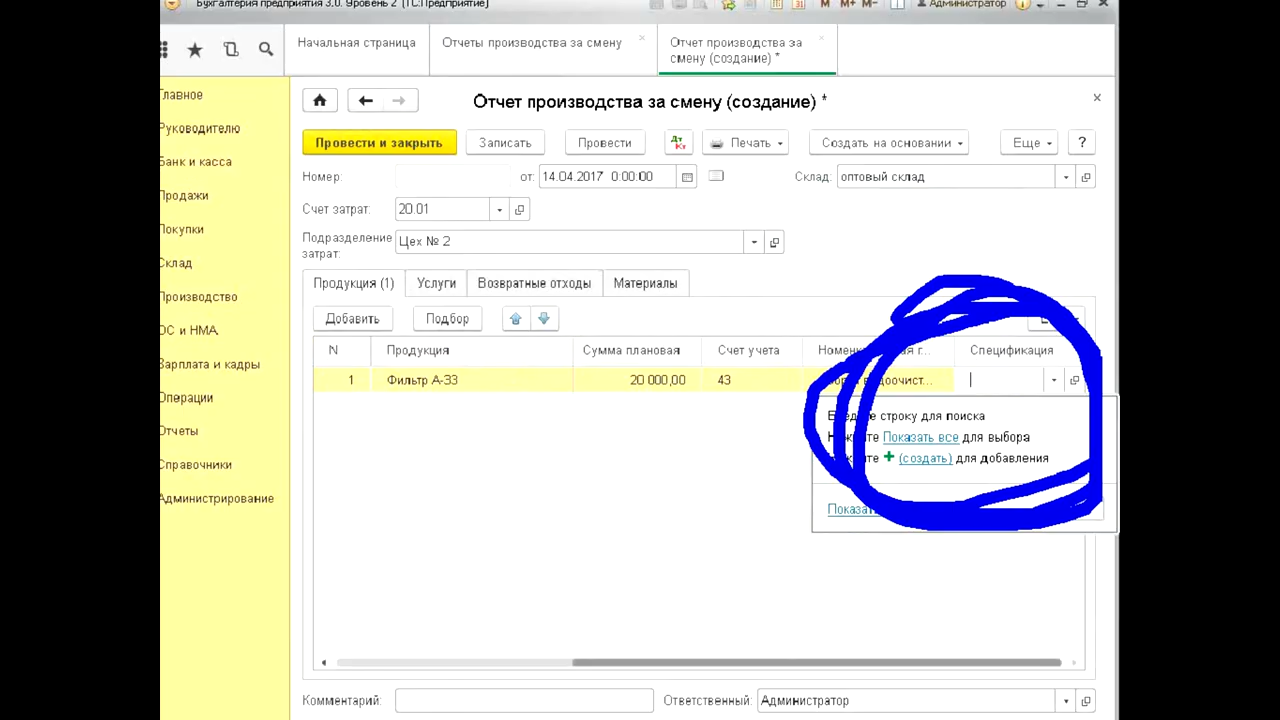 Бухгалтерия предприятия 3.0. Уровень 2 (1С:Предприятие)
M M+ M- Администратор
Начальная страница
Отчеты производства за смену
Отчет производства за
смену (создание) *
Главное
Руководителю
Банк и касса
Продажи
Покупки
Склад
Производство
ОС и НМА
Зарплата и кадры
Операции
Отчеты
Справочники
Администрирование
Отчет производства за смену (создание) *
Провести и закрыть
Записать
Провести
Дт
Кт
Печать
Создать на основании
Еще
?
Номер:
от: 14.04.2017 0:00:00
Склад: оптовый склад
Счет затрат: 20.01
Подразделение
затрат:
Цех № 2
Продукция (1)
Услуги
Возвратные отходы
Материалы
Добавить
Подбор
N
Продукция
Сумма плановая
Счет учета
Спецификация
1
Фильтр А-33
20 000,00
43
строку для поиска
Показать все для выбора
(создать) для добавления
Комментарий:
Ответственный: Администратор